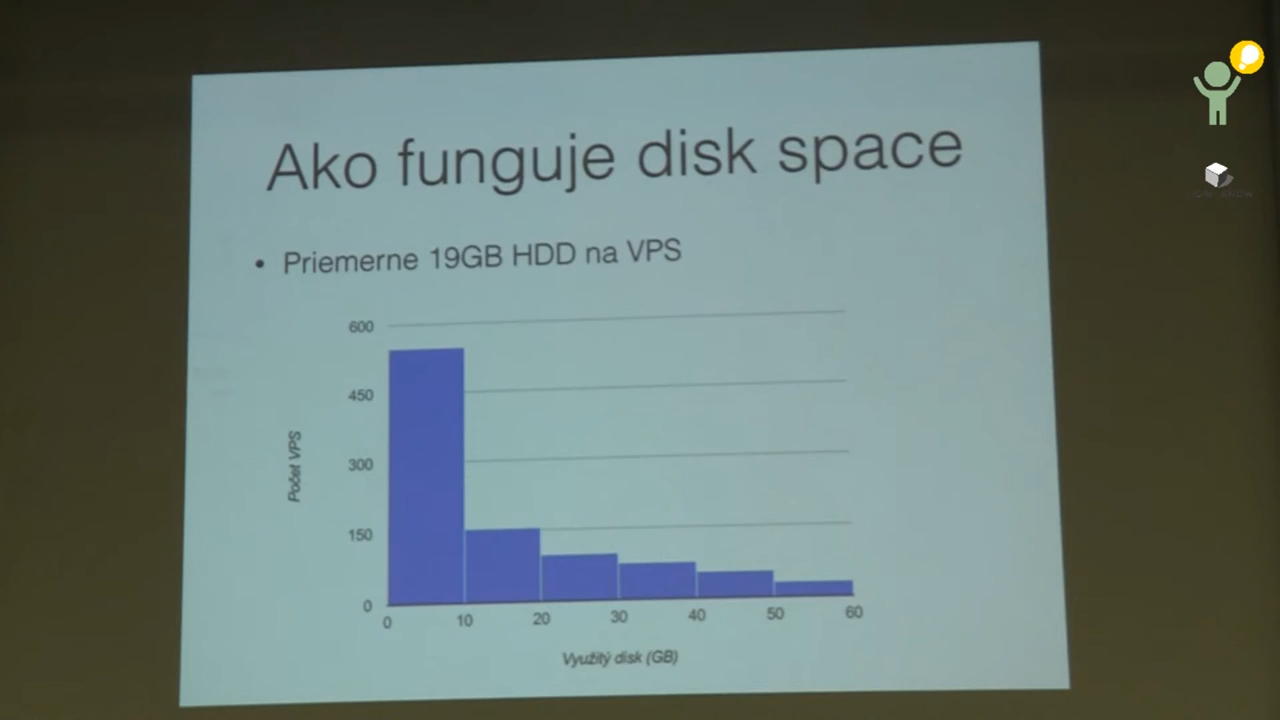 Ako funguje disk space
• Priemerne 19GB HDD na VPS
600
450
300
150
0
Počet VPS
0 10 20 30 40 50 60
Využitý disk (GB)